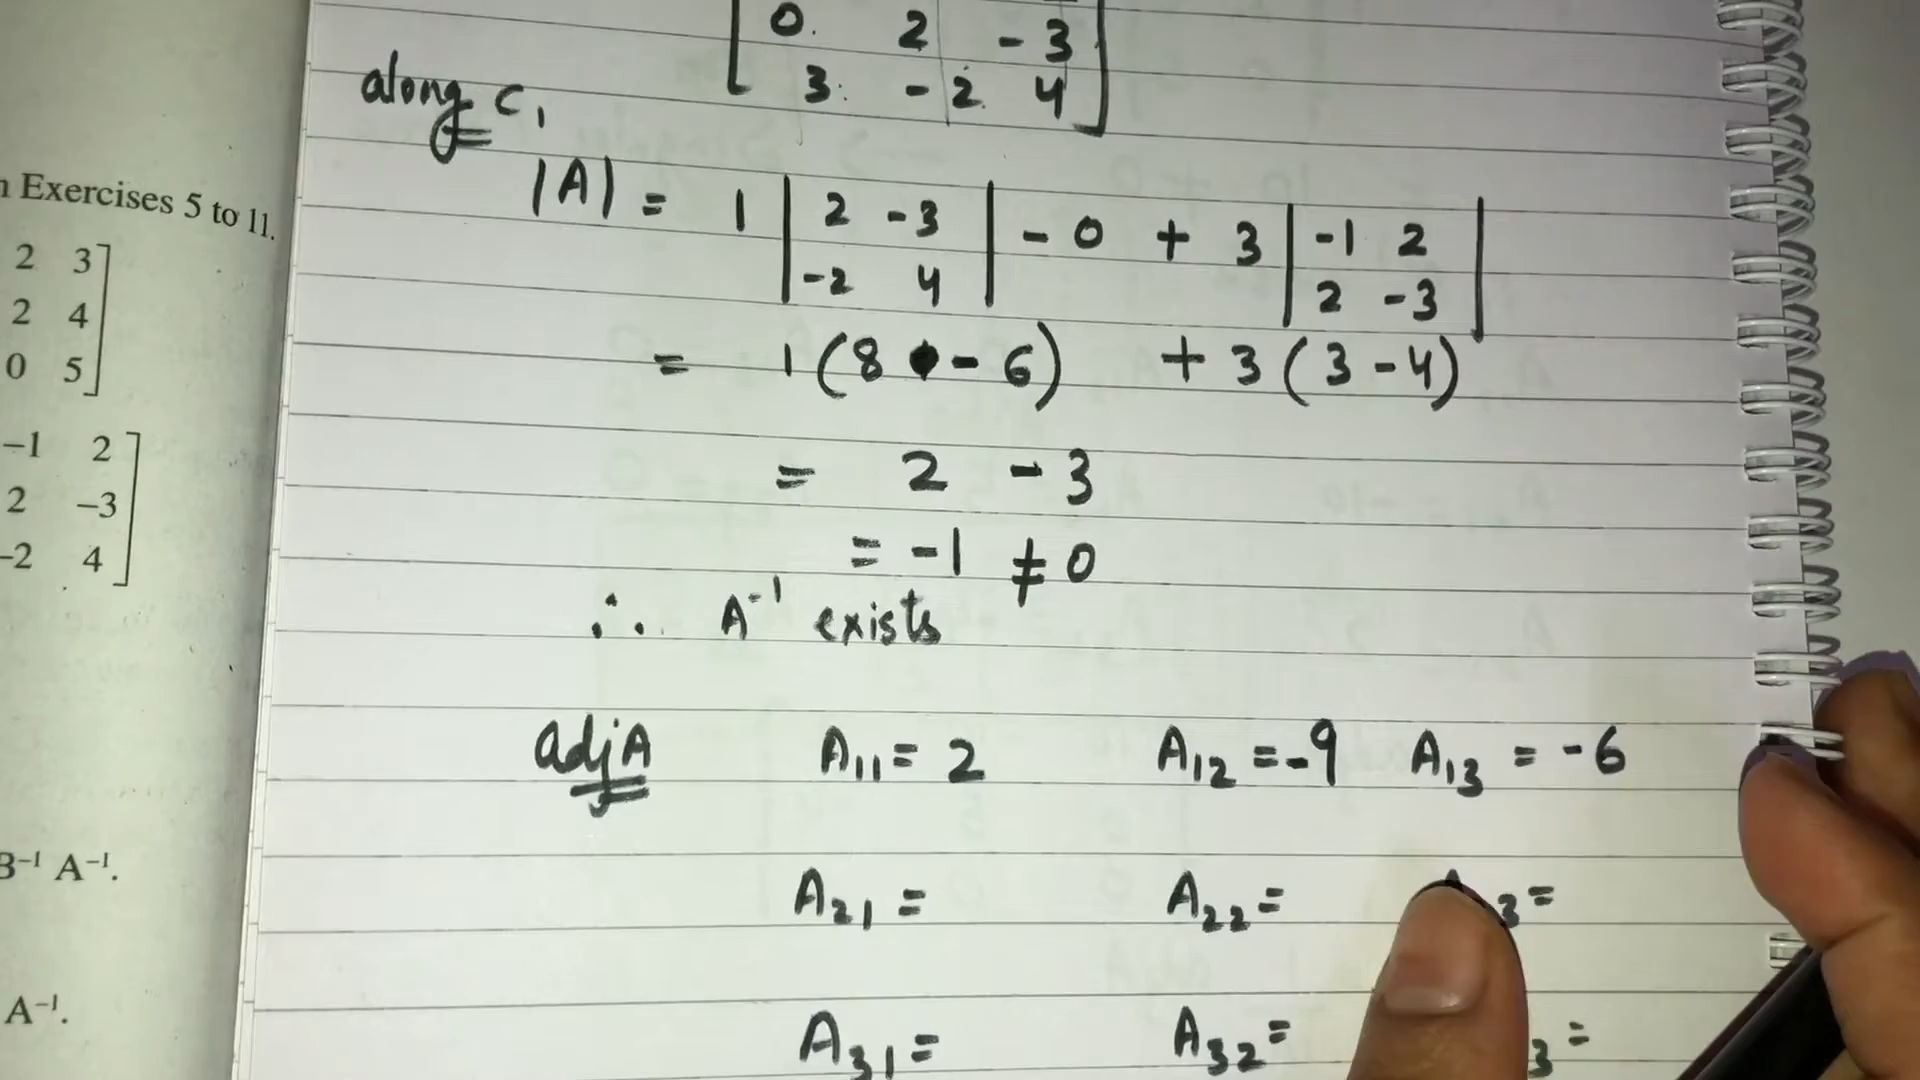 0. 2 - 3
3. - 2. 4
along C₁
n Exercises 5 to 11.
2 3
2 4
0 5
-1 2
2 -3
-2 4
B⁻¹ A⁻¹.
A⁻¹.
|A| = 1 | 2 -3 | - 0 + 3 | -1 2 |
| -2 4 | | 2 -3 |
= 1 (8 - 6) + 3 (3 - 4)
= 2 - 3
= -1 ≠ 0
∴ A⁻¹ exists
adjA A₁₁ = 2 A₁₂ = -9 A₁₃ = -6
A₂₁ = A₂₂ = 3 =
A₃₁ = A₃₂ = 3 =